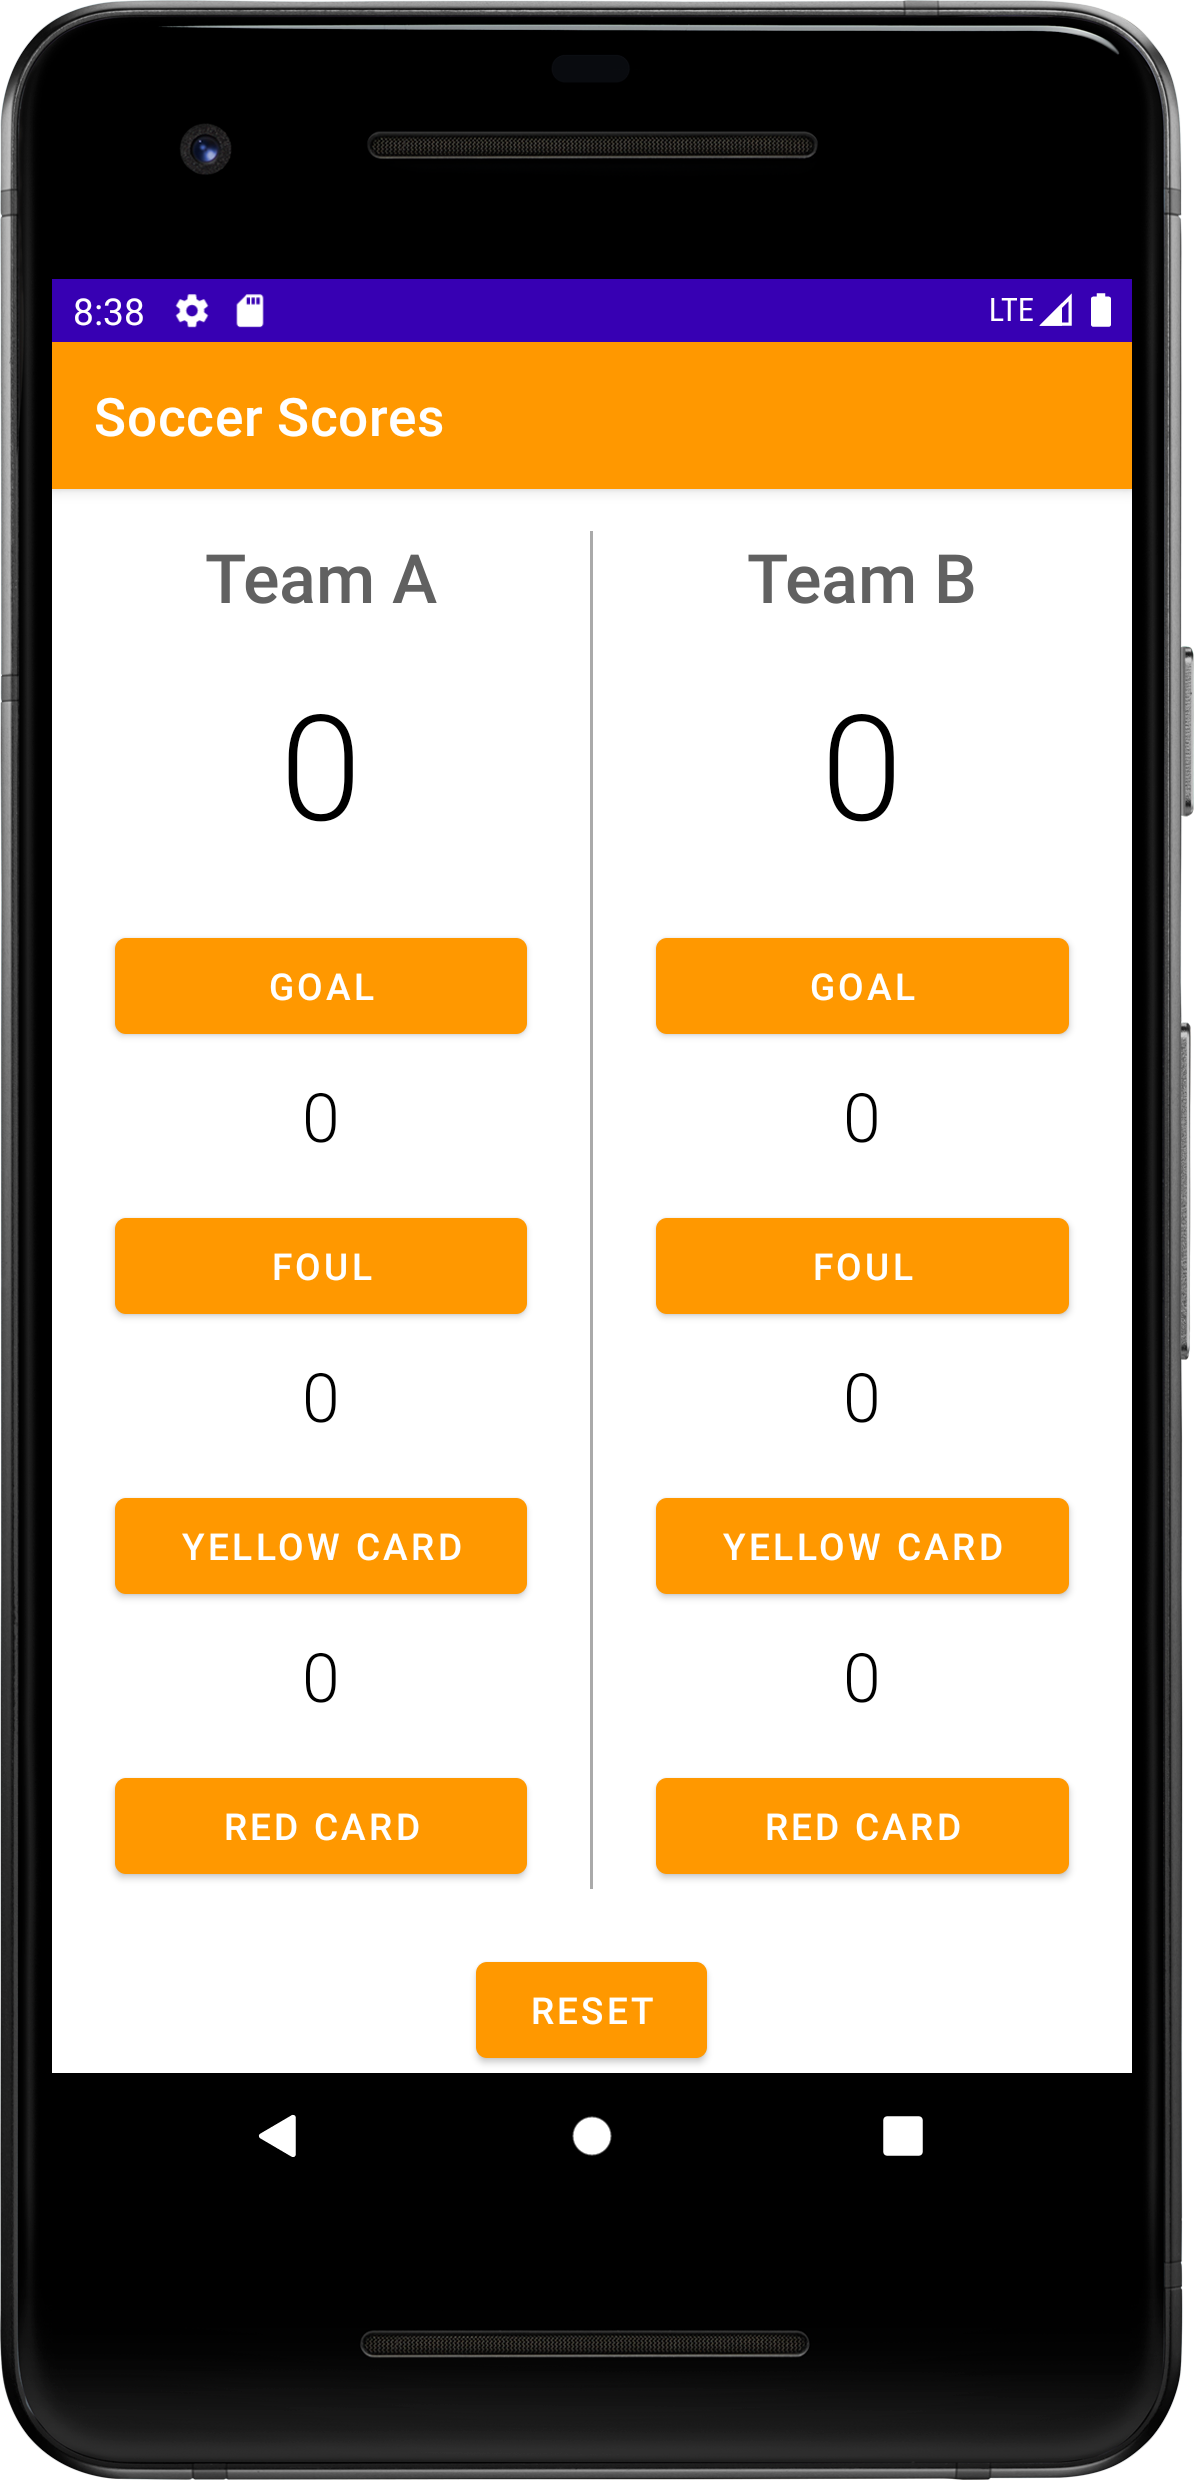 8:38 LTE
Soccer Scores
Team A Team B
0 0
GOAL GOAL
0 0
FOUL FOUL
0 0
YELLOW CARD YELLOW CARD
0 0
RED CARD RED CARD
RESET